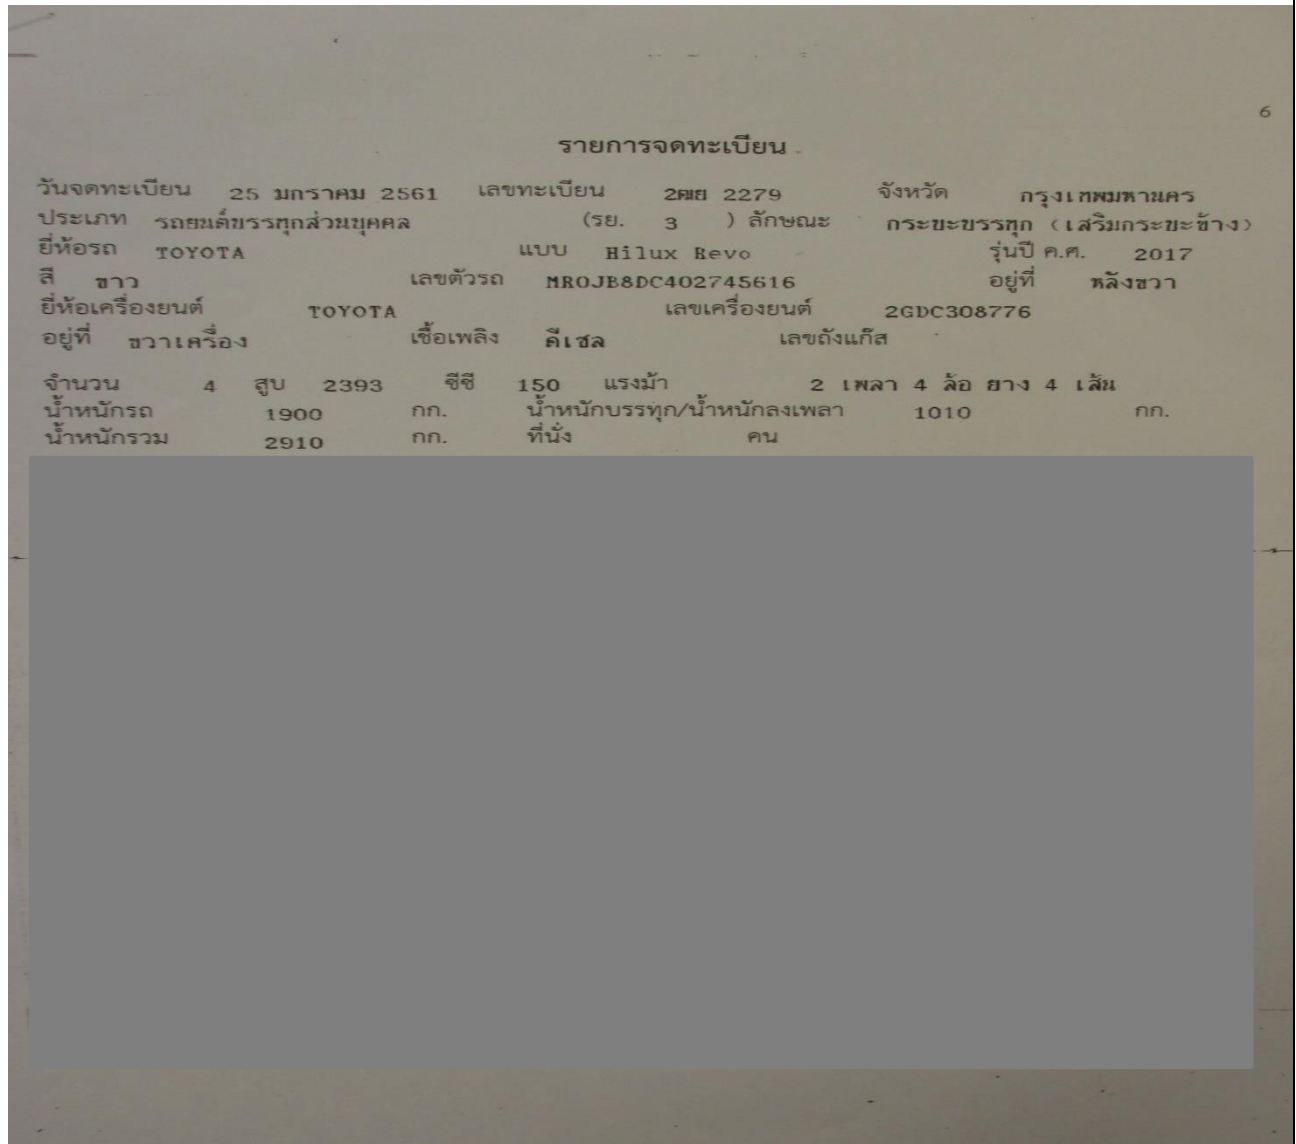 6
รายการจดทะเบียน
วันจดทะเบียน 25 มกราคม 2561 เลขทะเบียน 2ฒย 2279 จังหวัด กรุงเทพมหานคร
ประเภท รถยนต์บรรทุกส่วนบุคคล (รย. 3 ) ลักษณะ กระบะบรรทุก (เสริมกระบะข้าง)
ยี่ห้อรถ TOYOTA แบบ Hilux Revo รุ่นปี ค.ศ. 2017
สี ขาว เลขตัวรถ MR0JB8DC402745616 อยู่ที่ หลังขวา
ยี่ห้อเครื่องยนต์ TOYOTA เลขเครื่องยนต์ 2GDC308776
อยู่ที่ ขวาเครื่อง เชื้อเพลิง ดีเซล เลขถังแก๊ส
จำนวน 4 สูบ 2393 ซีซี 150 แรงม้า 2 เพลา 4 ล้อ ยาง 4 เส้น
น้ำหนักรถ 1900 กก. น้ำหนักบรรทุก/น้ำหนักลงเพลา 1010 กก.
น้ำหนักรวม 2910 กก. ที่นั่ง คน